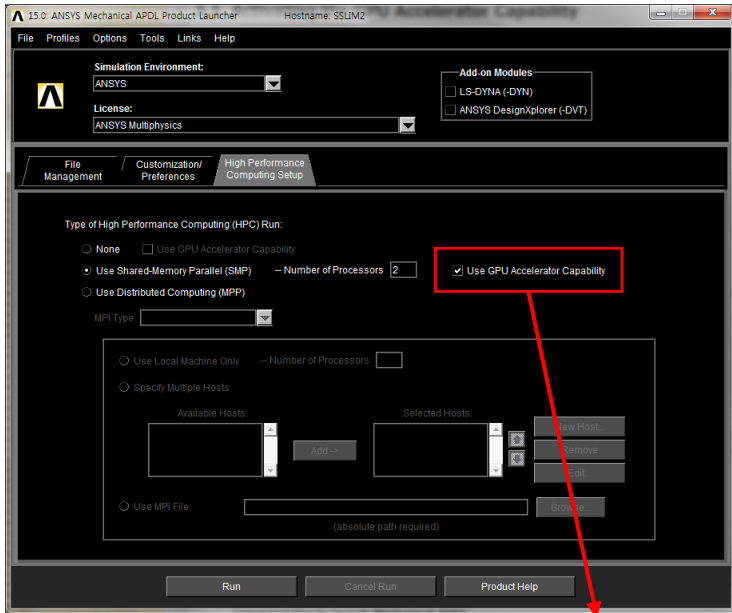 15.0: ANSYS Mechanical APDL Product Launcher Hostname: SSLIM2
GPU Accelerator Capability
File Profiles Options Tools Links Help
Simulation Environment:
ANSYS
License:
ANSYS Multiphysics
Add-on Modules
LS-DYNA (-DYN)
ANSYS DesignXplorer (-DVT)
File Management
Customization/ Preferences
High Performance Computing Setup
Type of High Performance Computing (HPC) Run:
None Use GPU Accelerator Capability
Use Shared-Memory Parallel (SMP) -- Number of Processors 2 Use GPU Accelerator Capability
Use Distributed Computing (MPP)
MPI Type
Use Local Machine Only -- Number of Processors
Specify Multiple Hosts
Available Hosts: Selected Hosts:
New Host...
Add -> Remove
Edit...
Use MPI File Browse...
(absolute path required)
Run Cancel Run Product Help